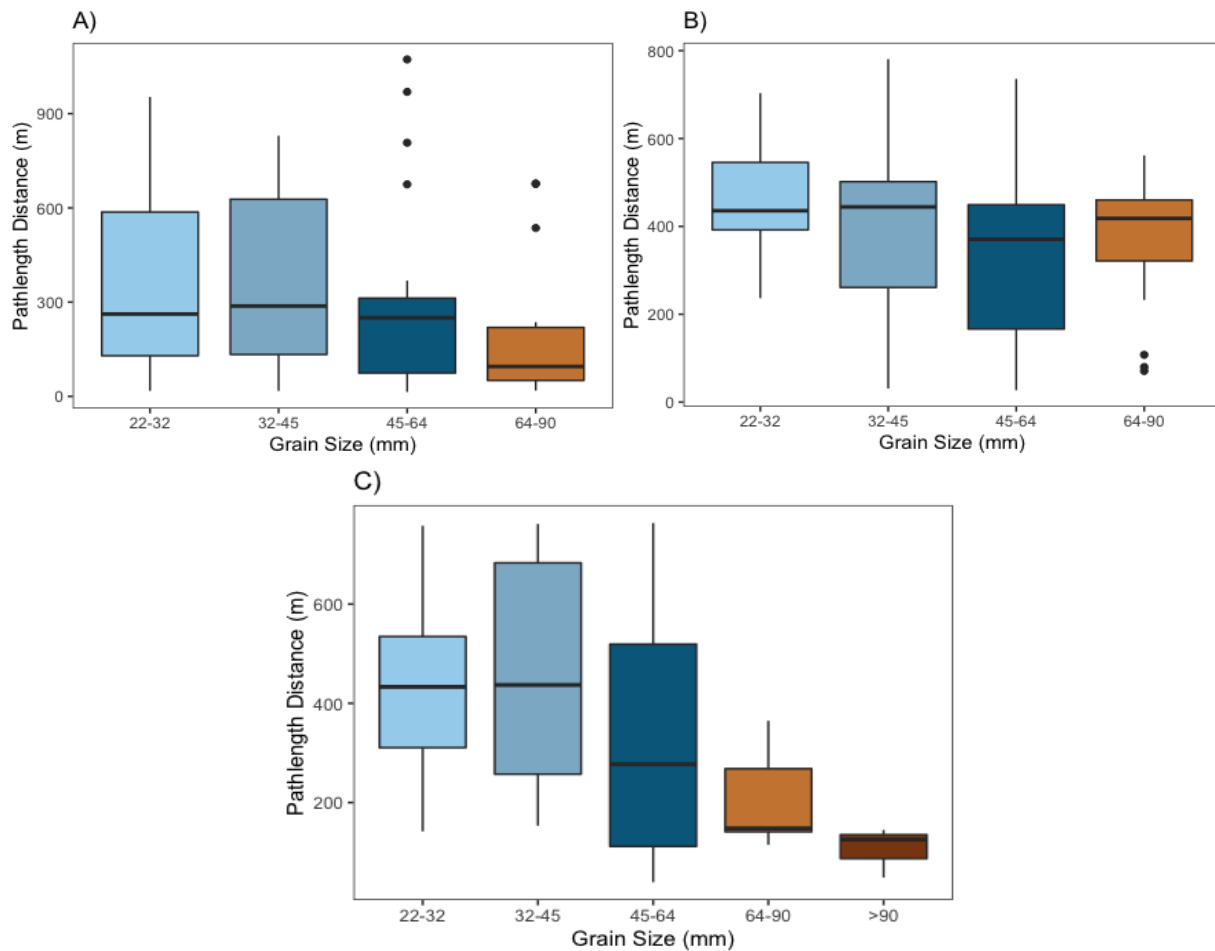 A)
Pathlength Distance (m)
900
600
300
0
22-32 32-45 45-64 64-90
Grain Size (mm)
B)
Pathlength Distance (m)
800
600
400
200
0
22-32 32-45 45-64 64-90
Grain Size (mm)
C)
Pathlength Distance (m)
600
400
200
22-32 32-45 45-64 64-90 >90
Grain Size (mm)